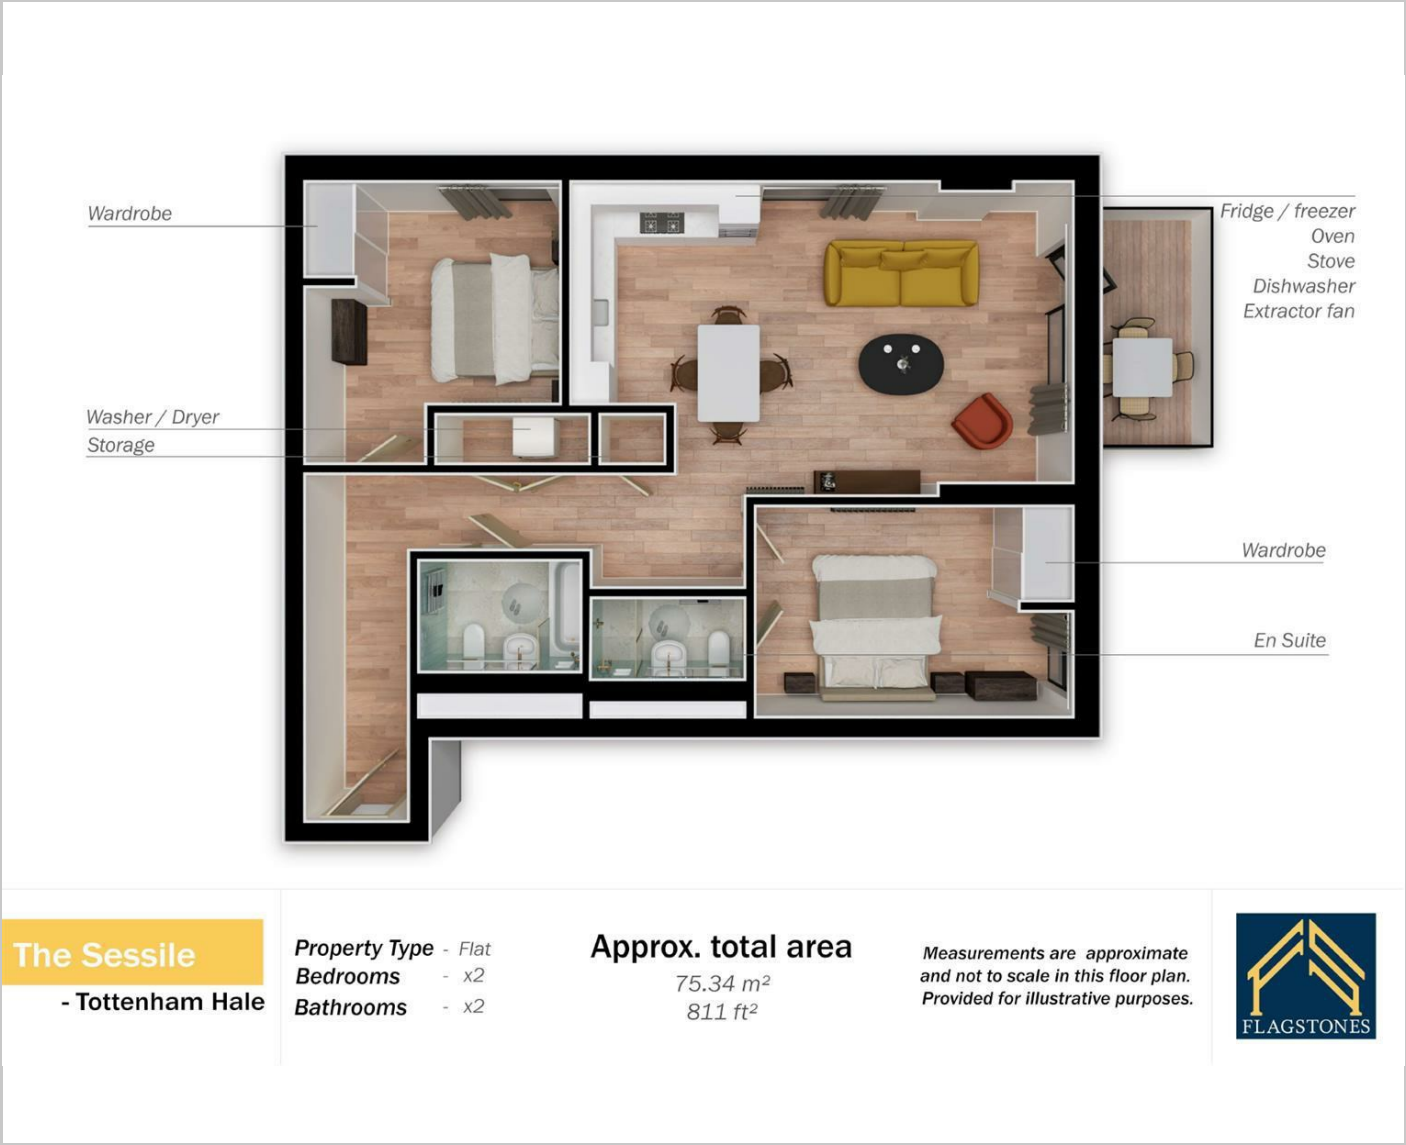 Wardrobe
Washer / Dryer
Storage
Fridge / freezer
Oven
Stove
Dishwasher
Extractor fan
Wardrobe
En Suite
The Sessile
- Tottenham Hale
Property Type - Flat
Bedrooms - x2
Bathrooms - x2
Approx. total area
75.34 m²
811 ft²
Measurements are approximate
and not to scale in this floor plan.
Provided for illustrative purposes.
FLAGSTONES